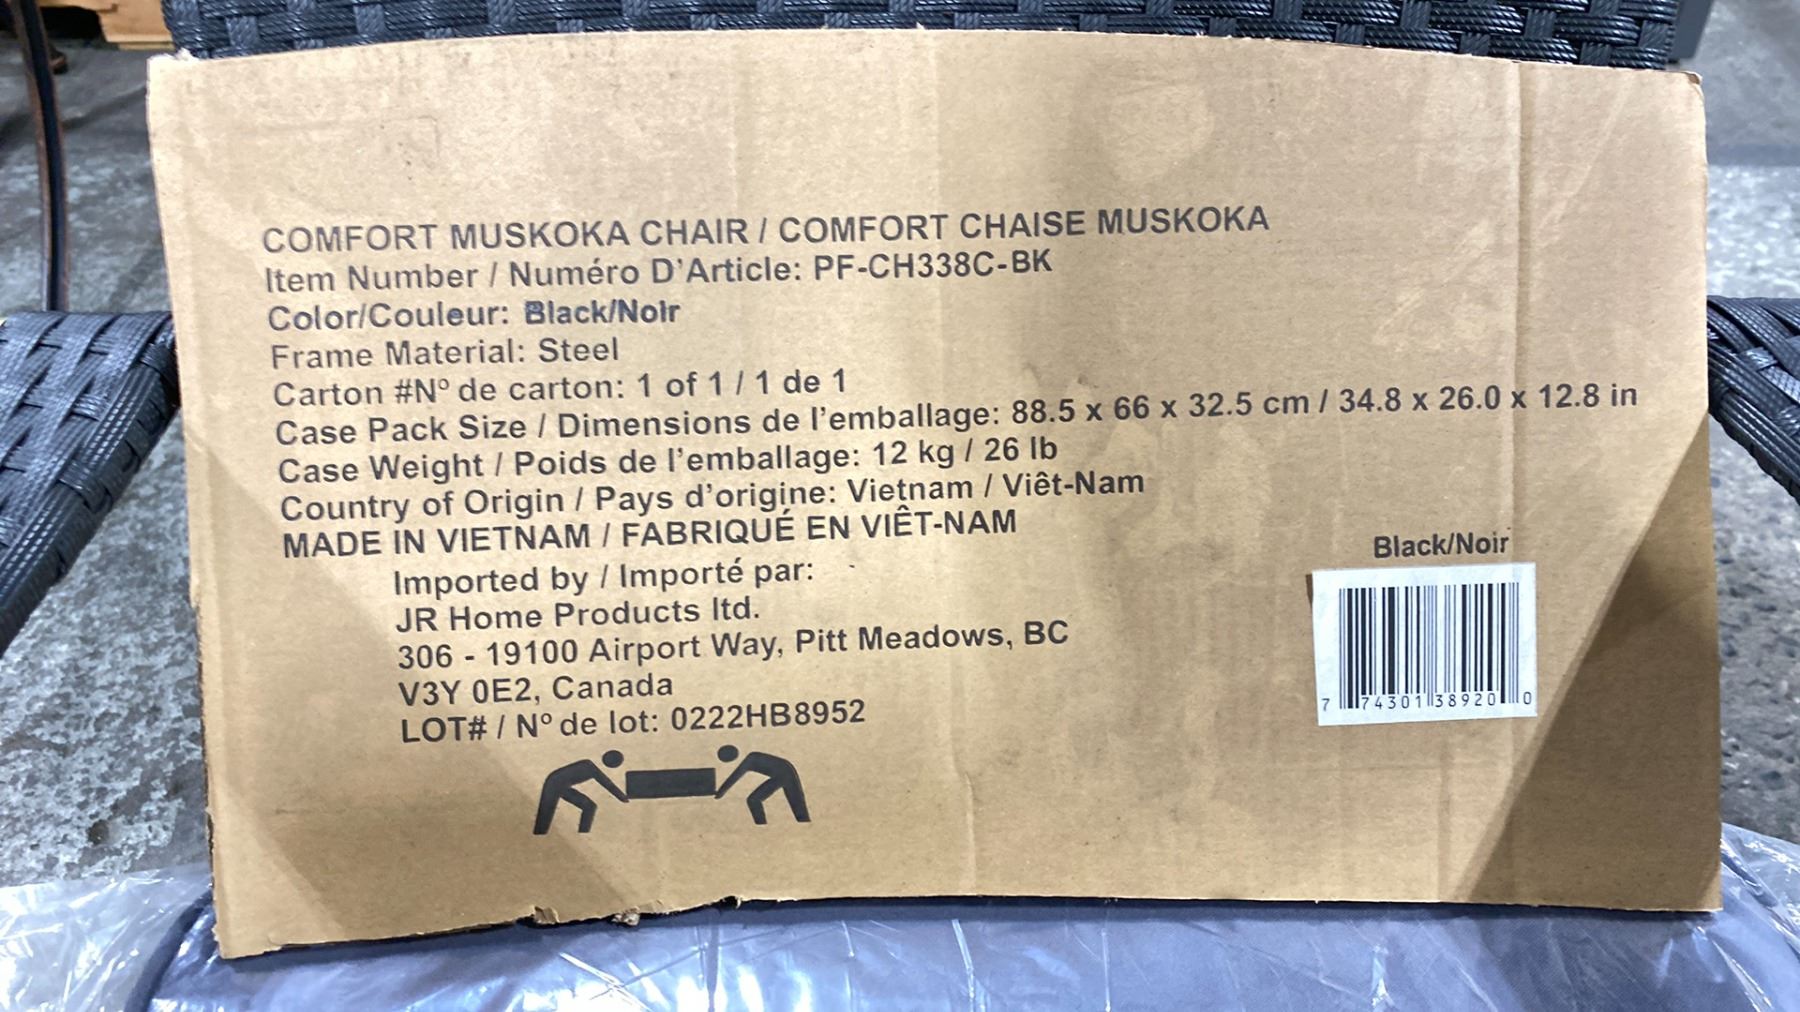 COMFORT MUSKOKA CHAIR / COMFORT CHAISE MUSKOKA
Item Number / Numéro D'Article: PF-CH338C-BK
Color/Couleur: Black/Noir
Frame Material: Steel
Carton #Nº de carton: 1 of 1 / 1 de 1
Case Pack Size / Dimensions de l'emballage: 88.5 x 66 x 32.5 cm / 34.8 x 26.0 x 12.8 in
Case Weight / Poids de l'emballage: 12 kg / 26 lb
Country of Origin / Pays d'origine: Vietnam / Viêt-Nam
MADE IN VIETNAM / FABRIQUÉ EN VIÊT-NAM
Imported by / Importé par:
JR Home Products ltd.
306 - 19100 Airport Way, Pitt Meadows, BC
V3Y 0E2, Canada
LOT# / Nº de lot: 0222HB8952
Black/Noir
7 74301 38920 0